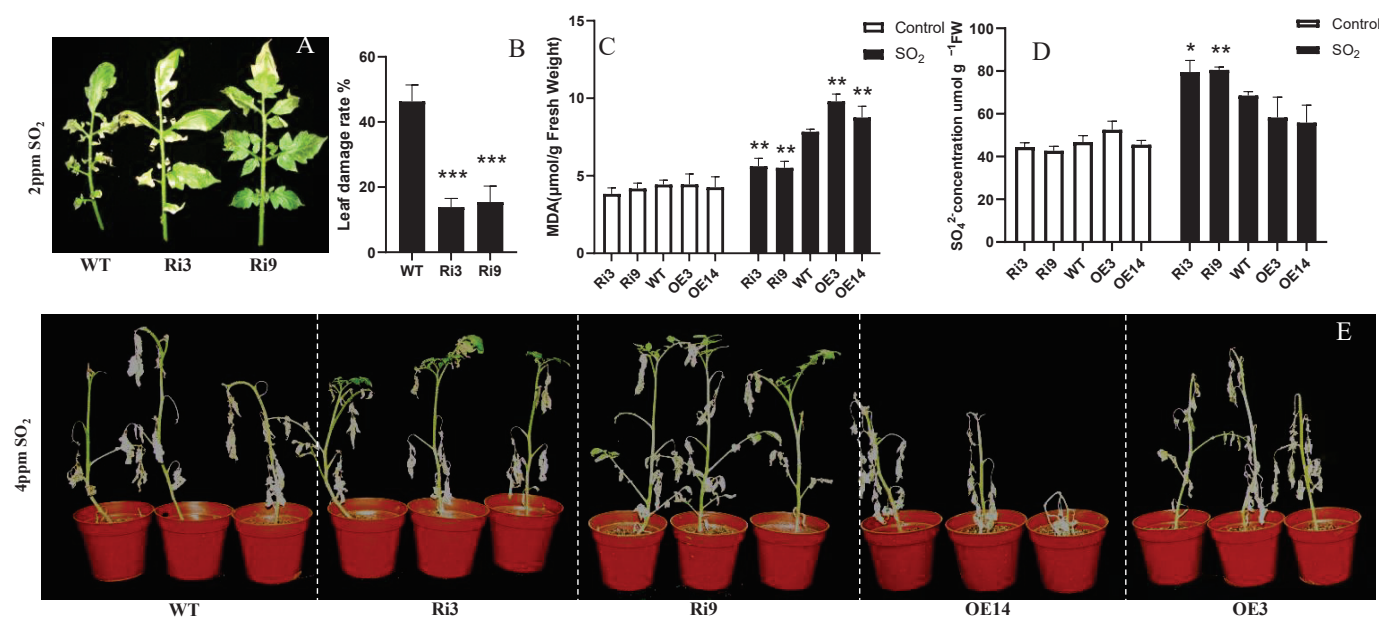 A
2ppm SO₂
WT Ri3 Ri9
B
Leaf damage rate %
60
40
20
0
*** ***
WT Ri3 Ri9
C
Control
SO₂
MDA(μmol/g Fresh Weight)
15
10
5
0
** ** ** **
Ri3 Ri9 WT OE3 OE14 Ri3 Ri9 WT OE3 OE14
D
Control
SO₂
SO₄²⁻concentration umol g ⁻¹FW
100
80
60
40
20
0
* **
Ri3 Ri9 WT OE3 OE14 Ri3 Ri9 WT OE3 OE14
E
4ppm SO₂
WT Ri3 Ri9 OE14 OE3